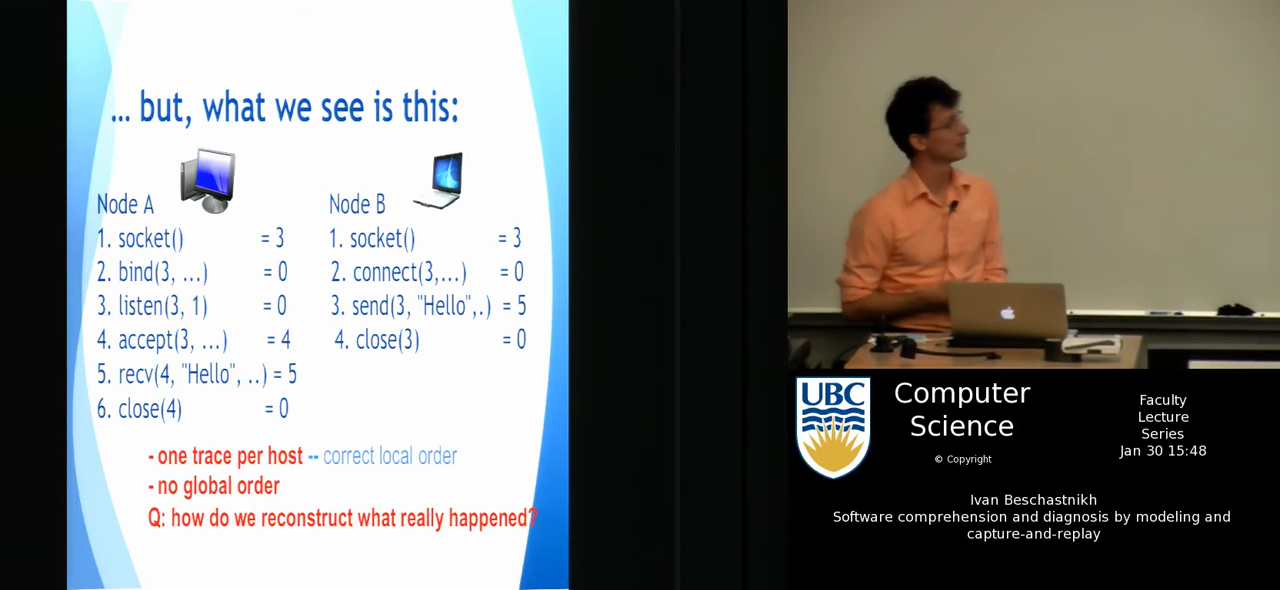 ... but, what we see is this:
Node A
1. socket() = 3
2. bind(3, ...) = 0
3. listen(3, 1) = 0
4. accept(3, ...) = 4
5. recv(4, "Hello", ..) = 5
6. close(4) = 0
Node B
1. socket() = 3
2. connect(3,...) = 0
3. send(3, "Hello",.) = 5
4. close(3) = 0
- one trace per host -- correct local order
- no global order
Q: how do we reconstruct what really happened?
UBC
Computer
Science
© Copyright
Faculty
Lecture
Series
Jan 30 15:48
Ivan Beschastnikh
Software comprehension and diagnosis by modeling and
capture-and-replay